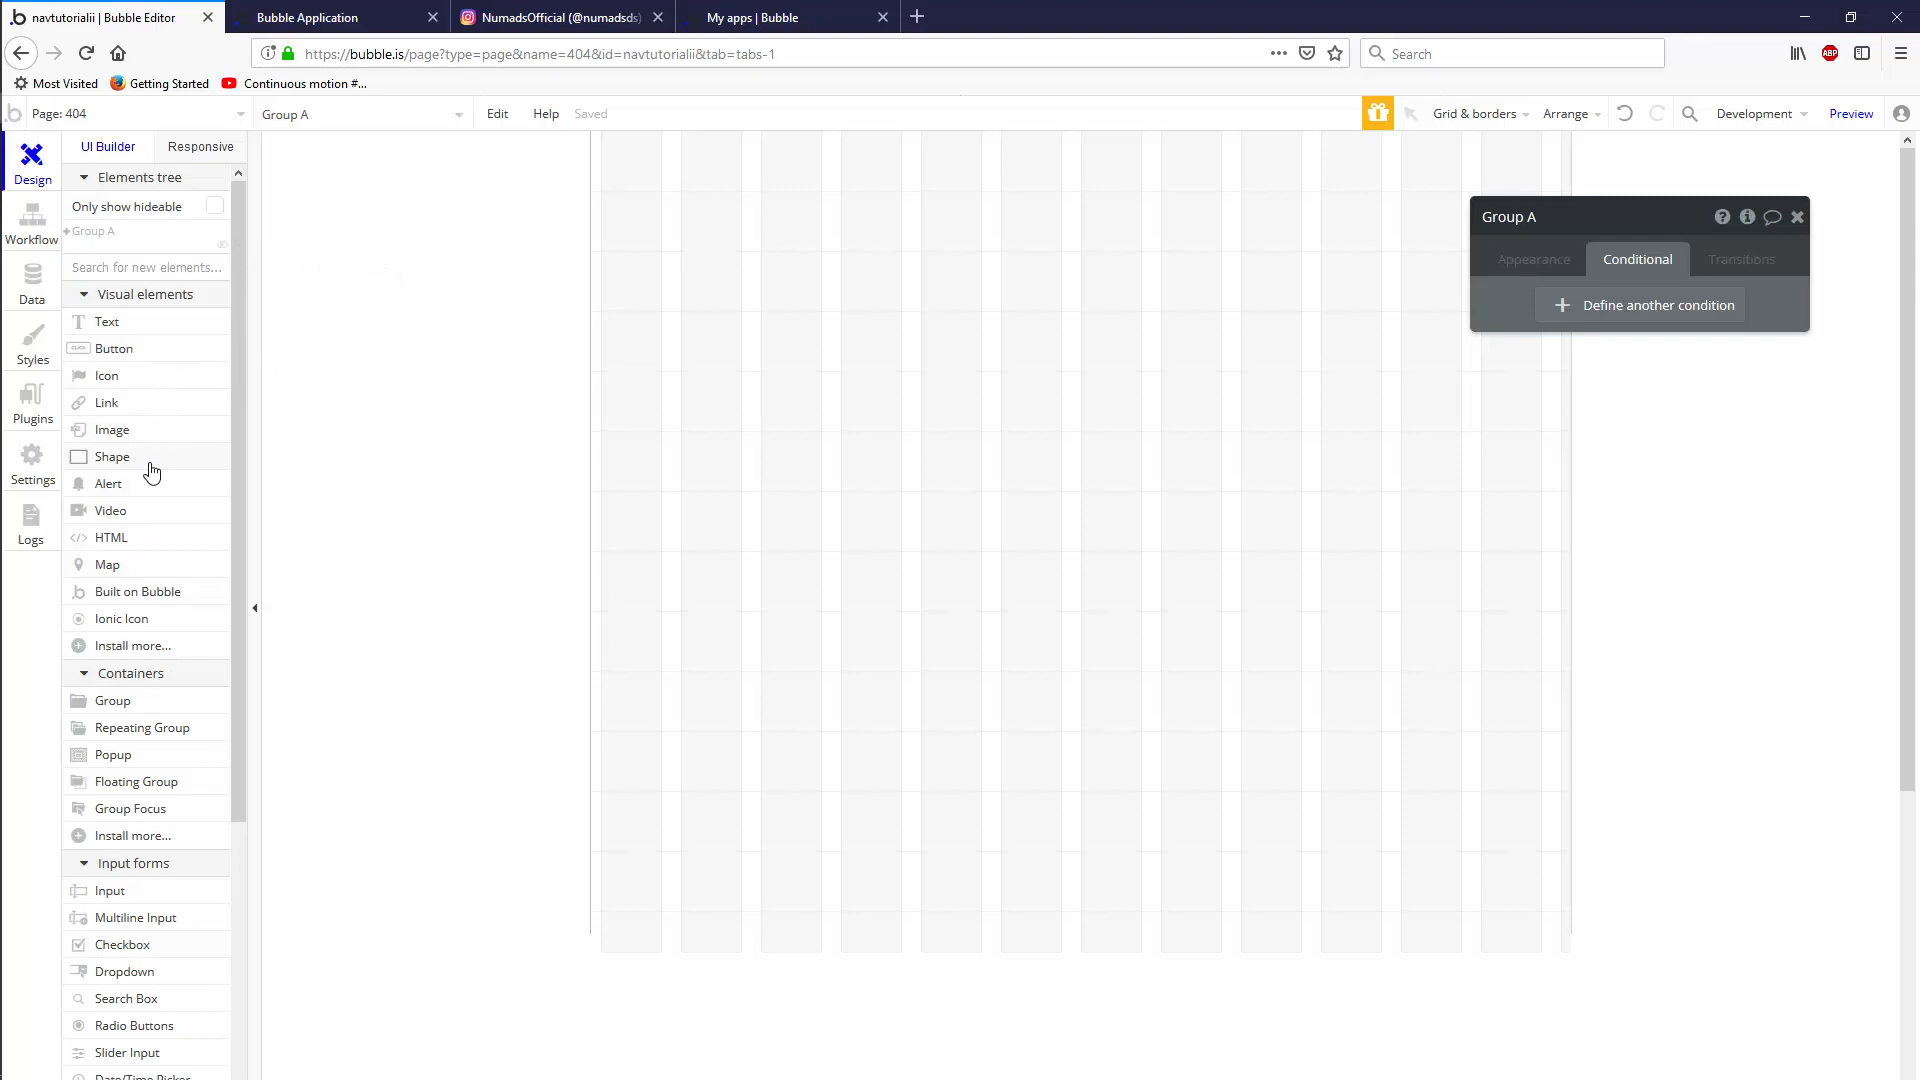 navtutorialii | Bubble Editor
Bubble Application
NumadsOfficial (@numadsds)
My apps | Bubble
https://bubble.is/page?type=page&name=404&id=navtutorialii&tab=tabs-1
Search
ABP
Most Visited
Getting Started
Continuous motion #...
Page: 404
Group A
Edit
Help
Saved
Grid & borders
Arrange
Development
Preview
Design
Workflow
Data
Styles
Plugins
Settings
Logs
UI Builder
Responsive
Elements tree
Only show hideable
+Group A
Search for new elements...
Visual elements
Text
Button
Icon
Link
Image
Shape
Alert
Video
HTML
Map
Built on Bubble
Ionic Icon
Install more...
Containers
Group
Repeating Group
Popup
Floating Group
Group Focus
Install more...
Input forms
Input
Multiline Input
Checkbox
Dropdown
Search Box
Radio Buttons
Slider Input
Date/Time Picker
Group A
Appearance
Conditional
Transitions
+ Define another condition